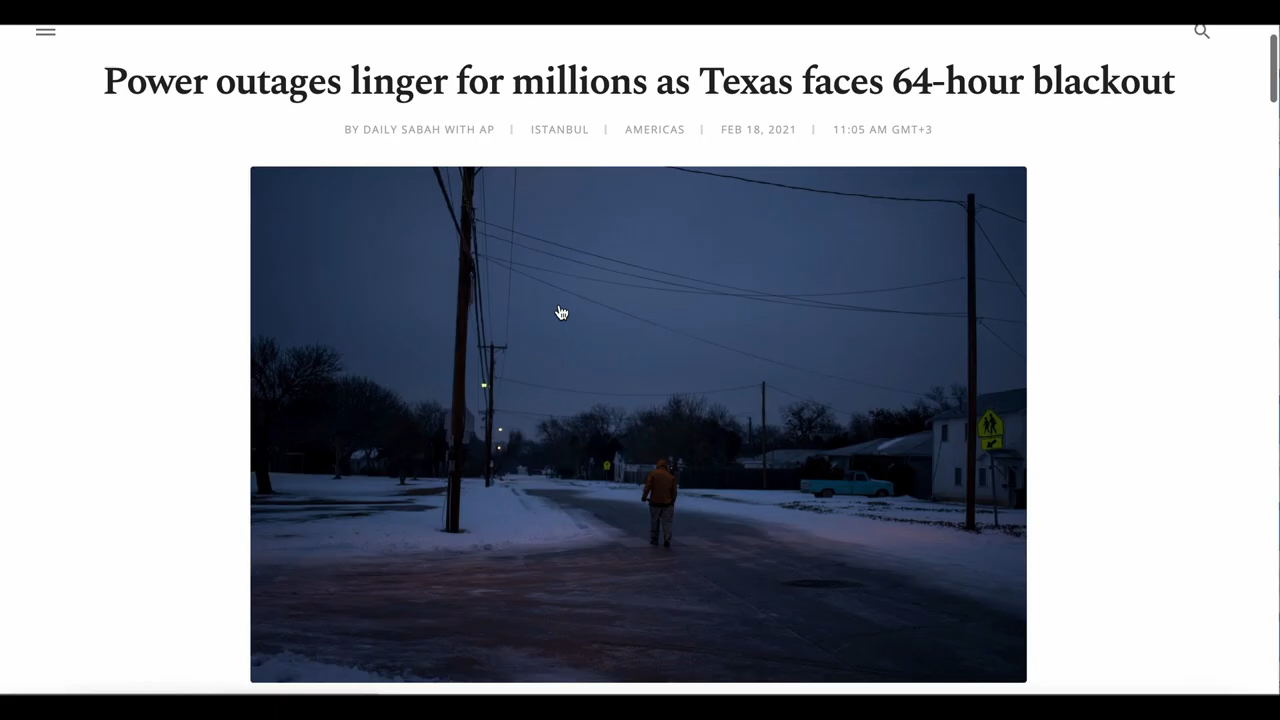 Power outages linger for millions as Texas faces 64-hour blackout
BY DAILY SABAH WITH AP | ISTANBUL | AMERICAS | FEB 18, 2021 | 11:05 AM GMT+3